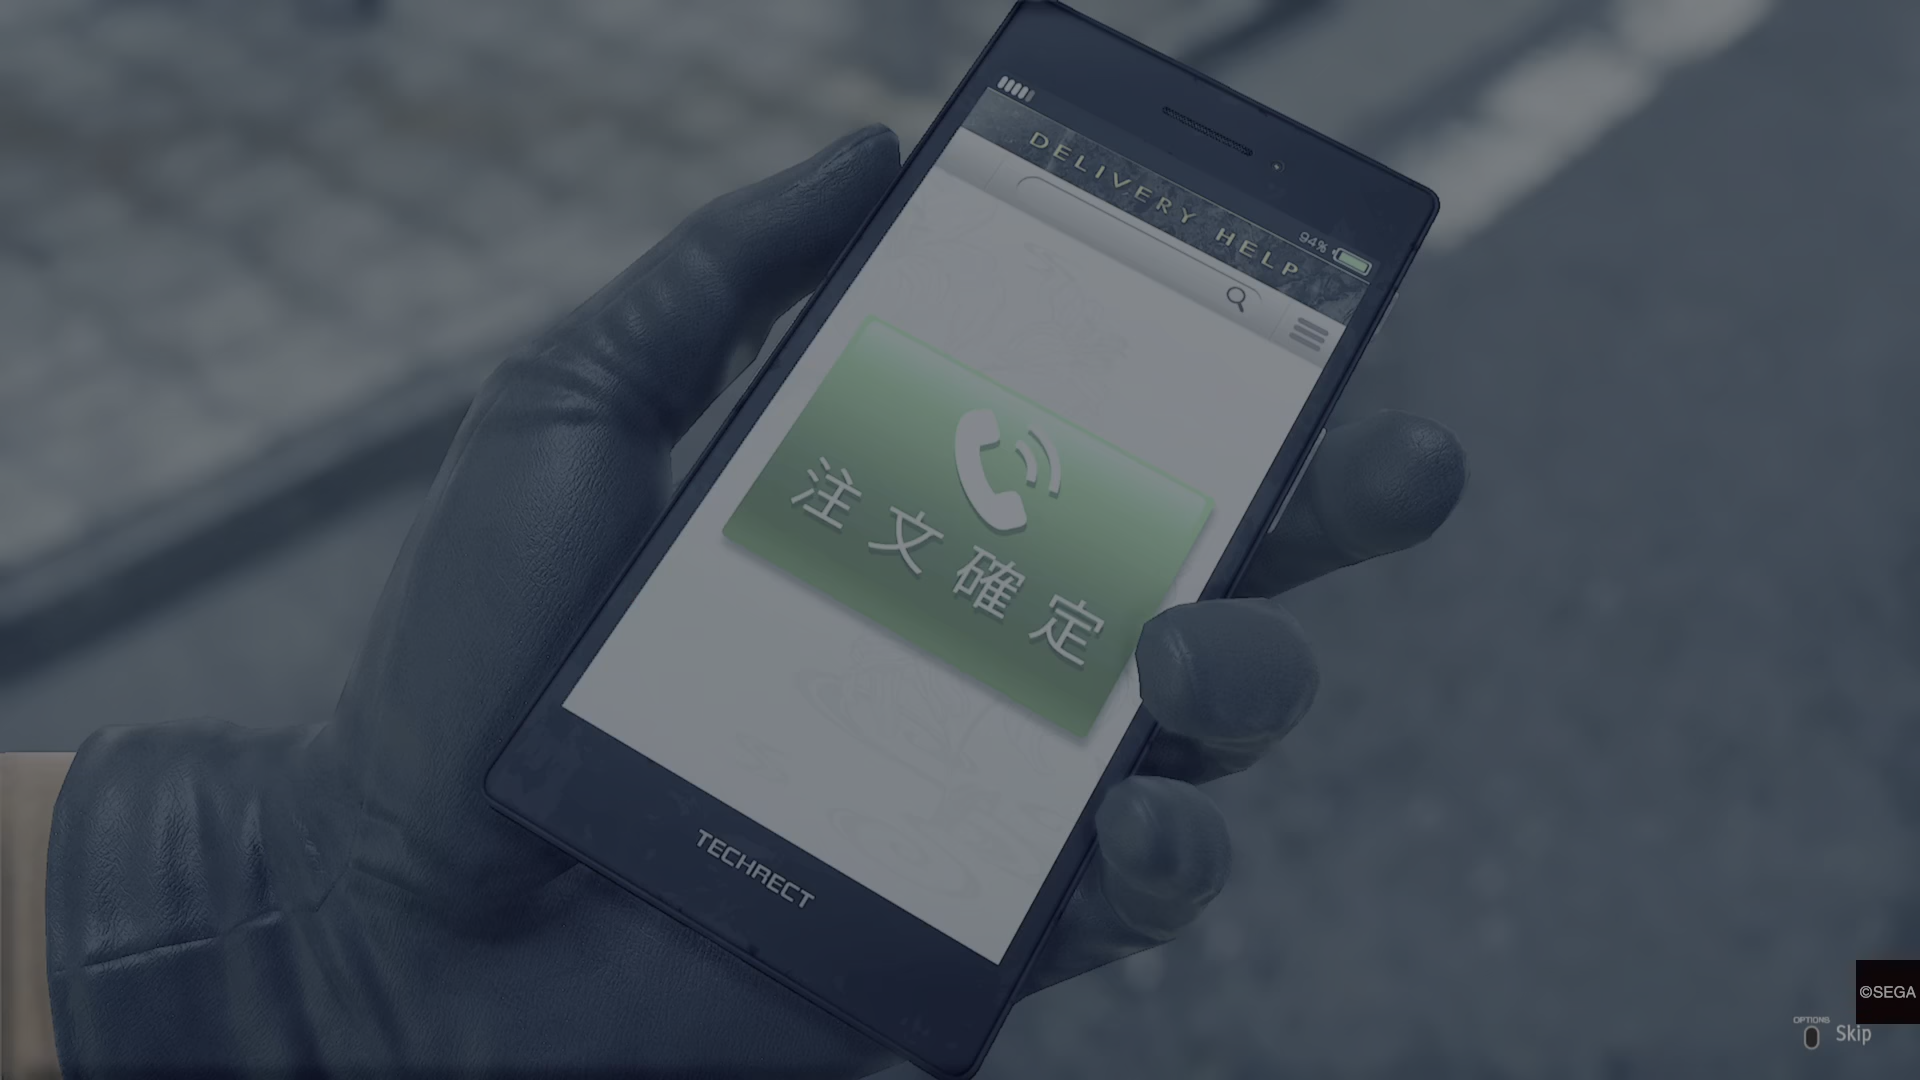 DELIVERY HELP
94%
注文確定
TECHRECT
©SEGA
OPTIONS
Skip